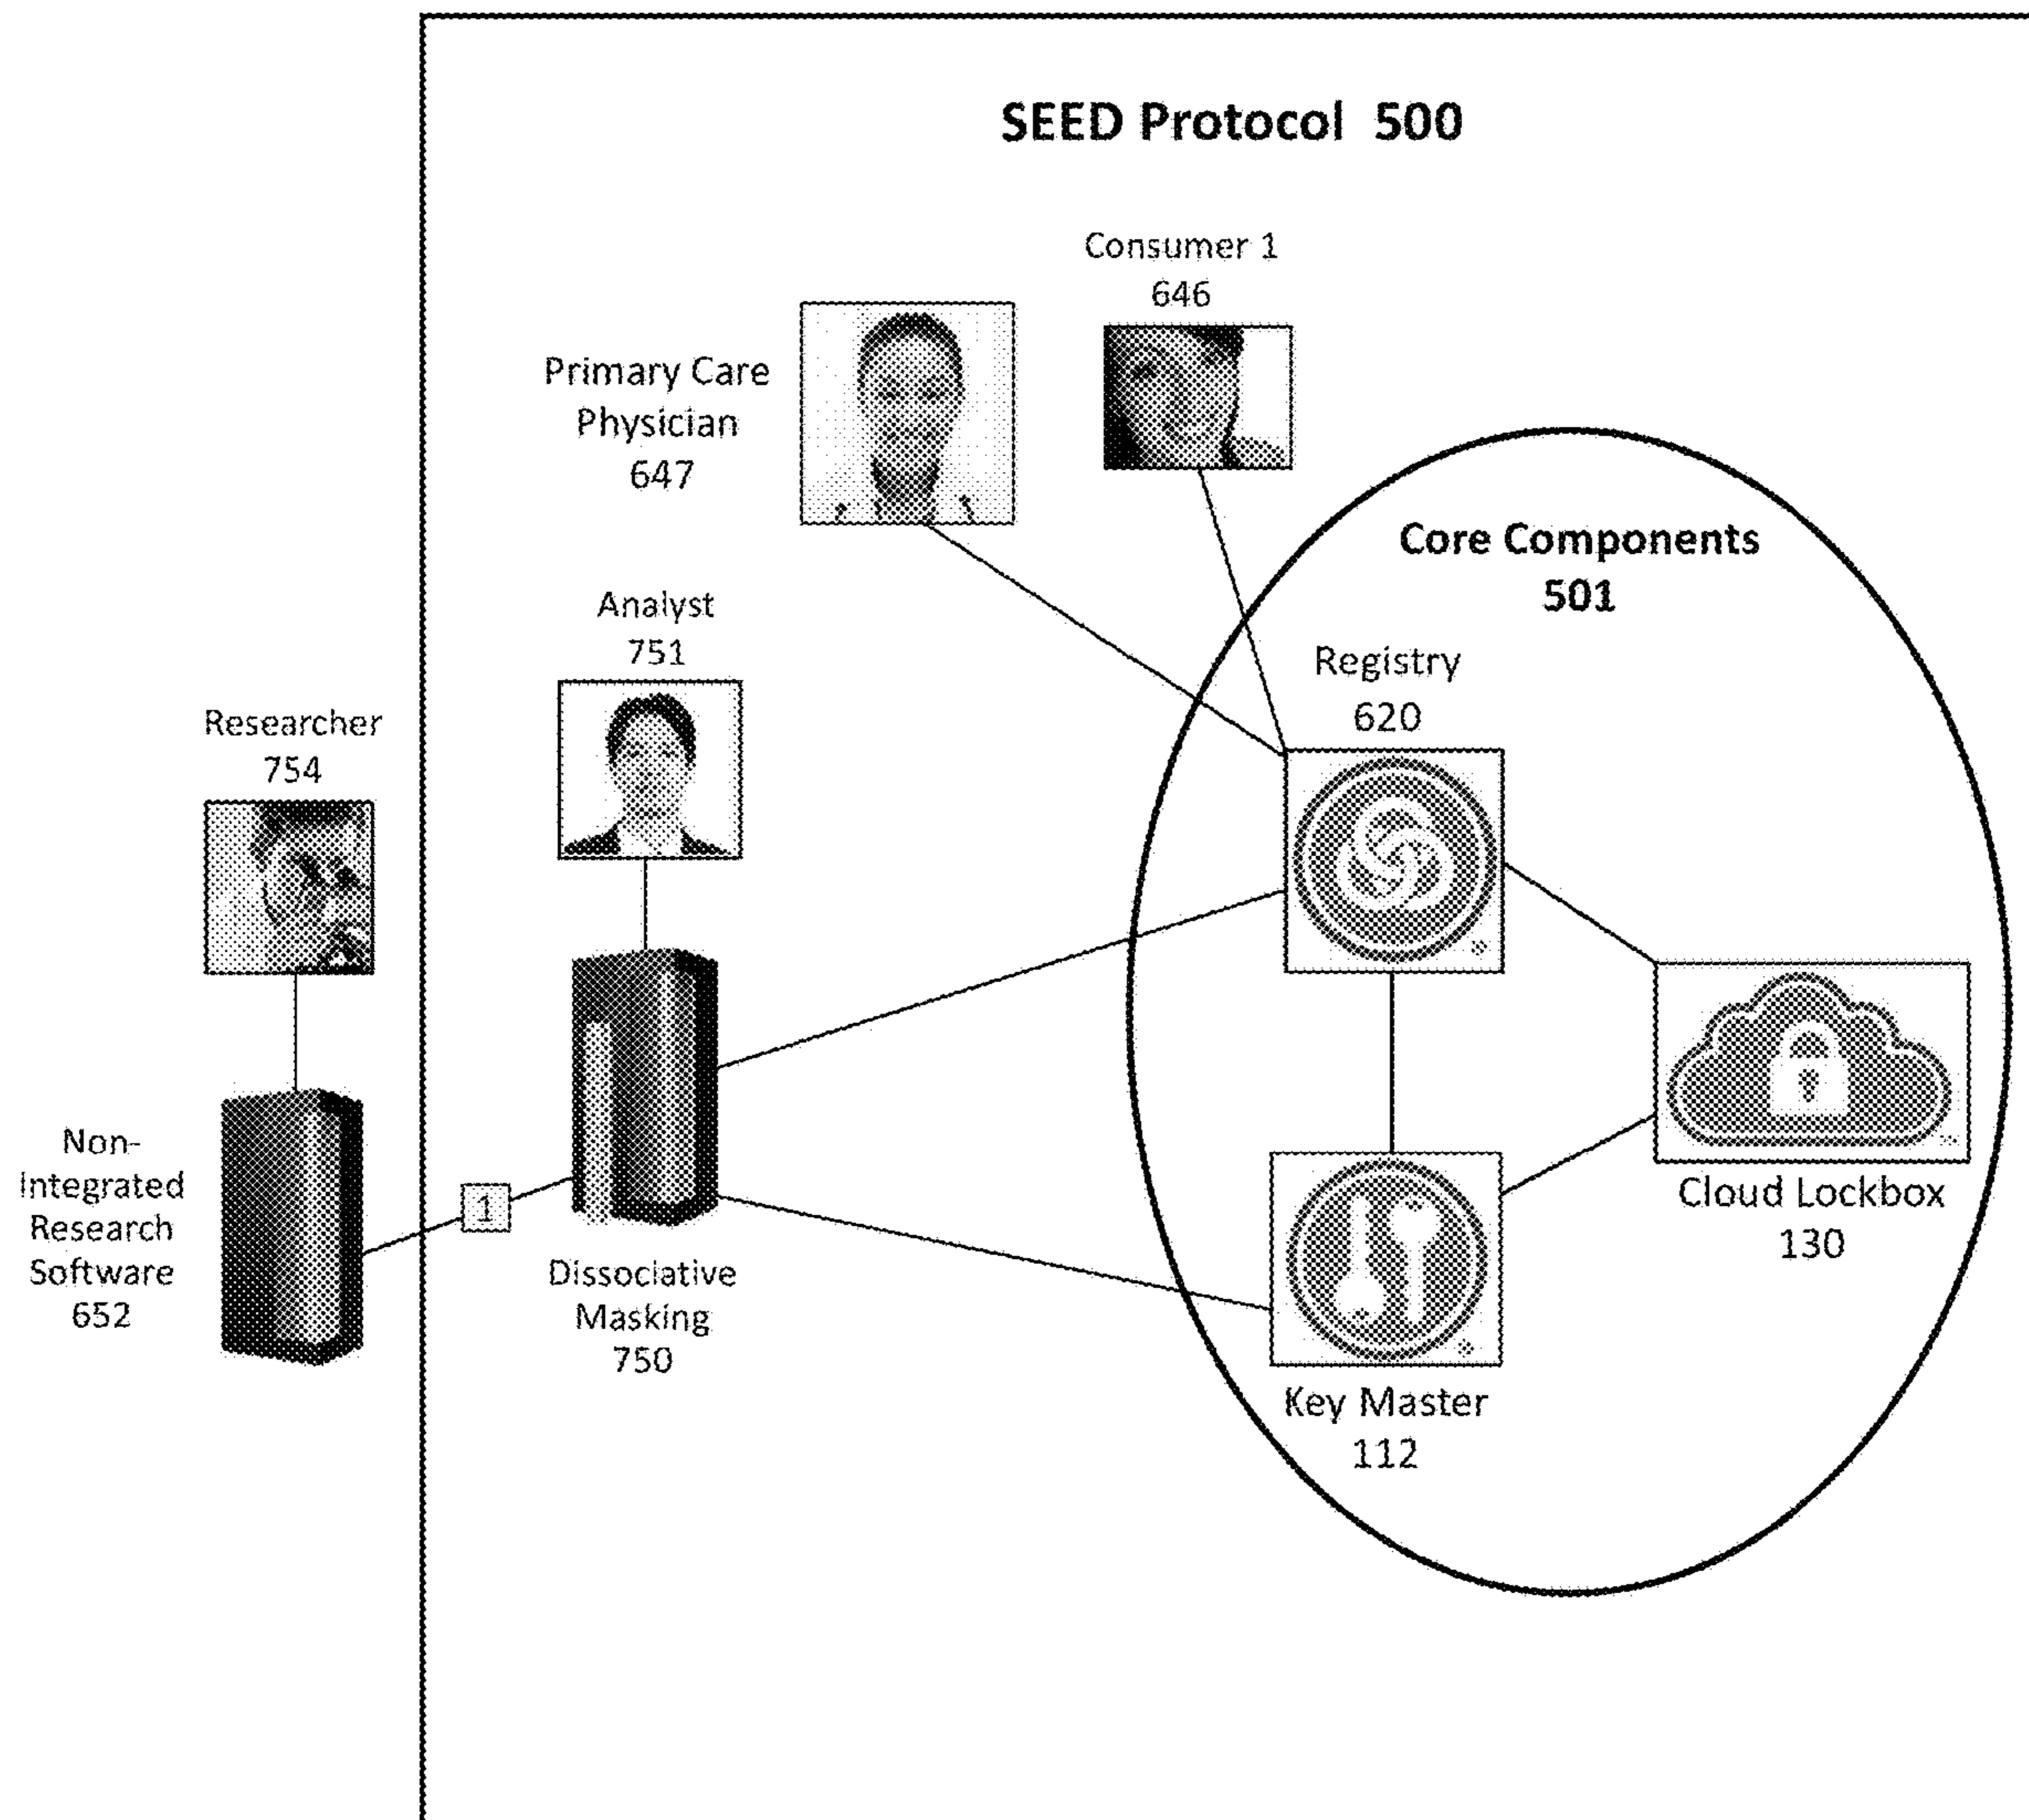 SEED Protocol 500
Consumer 1
646
Primary Care
Physician
647
Core Components
501
Analyst
751
Registry
620
Researcher
754
Non-
Integrated
Research
Software
652
1
Dissociative
Masking
750
Cloud Lockbox
130
Key Master
112